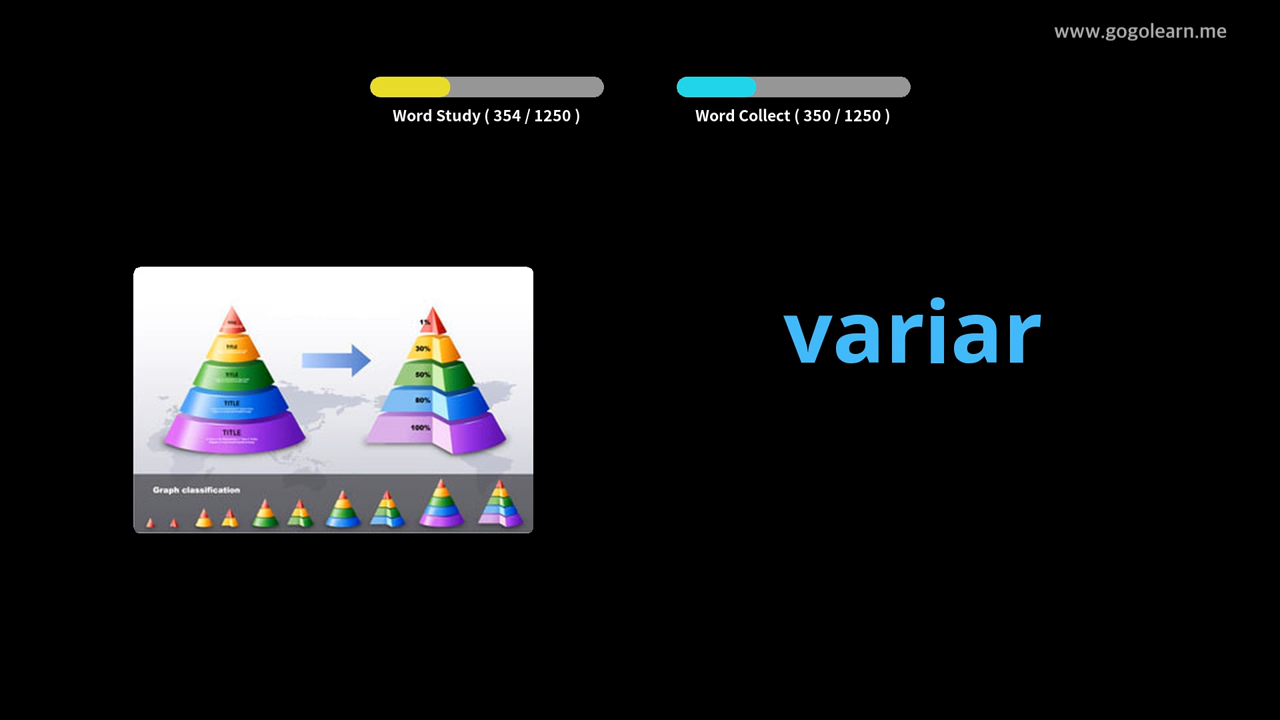 www.gogolearn.me
Word Study ( 354 / 1250 )
Word Collect ( 350 / 1250 )
variar
TITLE
TITLE
TITLE
TITLE
1%
30%
50%
80%
100%
Graph classification